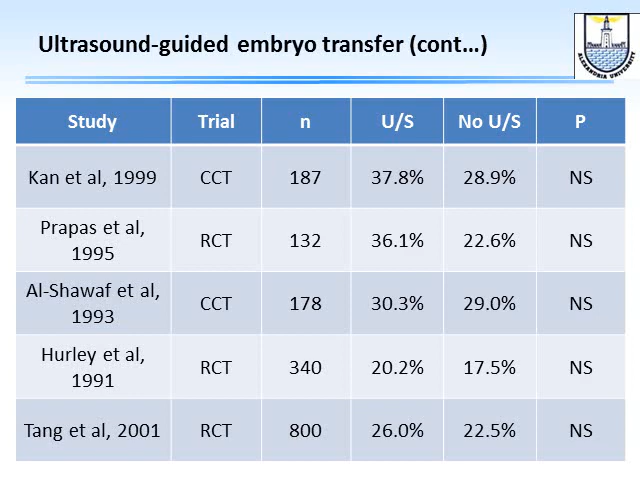 Ultrasound-guided embryo transfer (cont…)
ALEXANDRIA UNIVERSITY
Study Trial n U/S No U/S P
Kan et al, 1999 CCT 187 37.8% 28.9% NS
Prapas et al,
1995 RCT 132 36.1% 22.6% NS
Al-Shawaf et al,
1993 CCT 178 30.3% 29.0% NS
Hurley et al,
1991 RCT 340 20.2% 17.5% NS
Tang et al, 2001 RCT 800 26.0% 22.5% NS